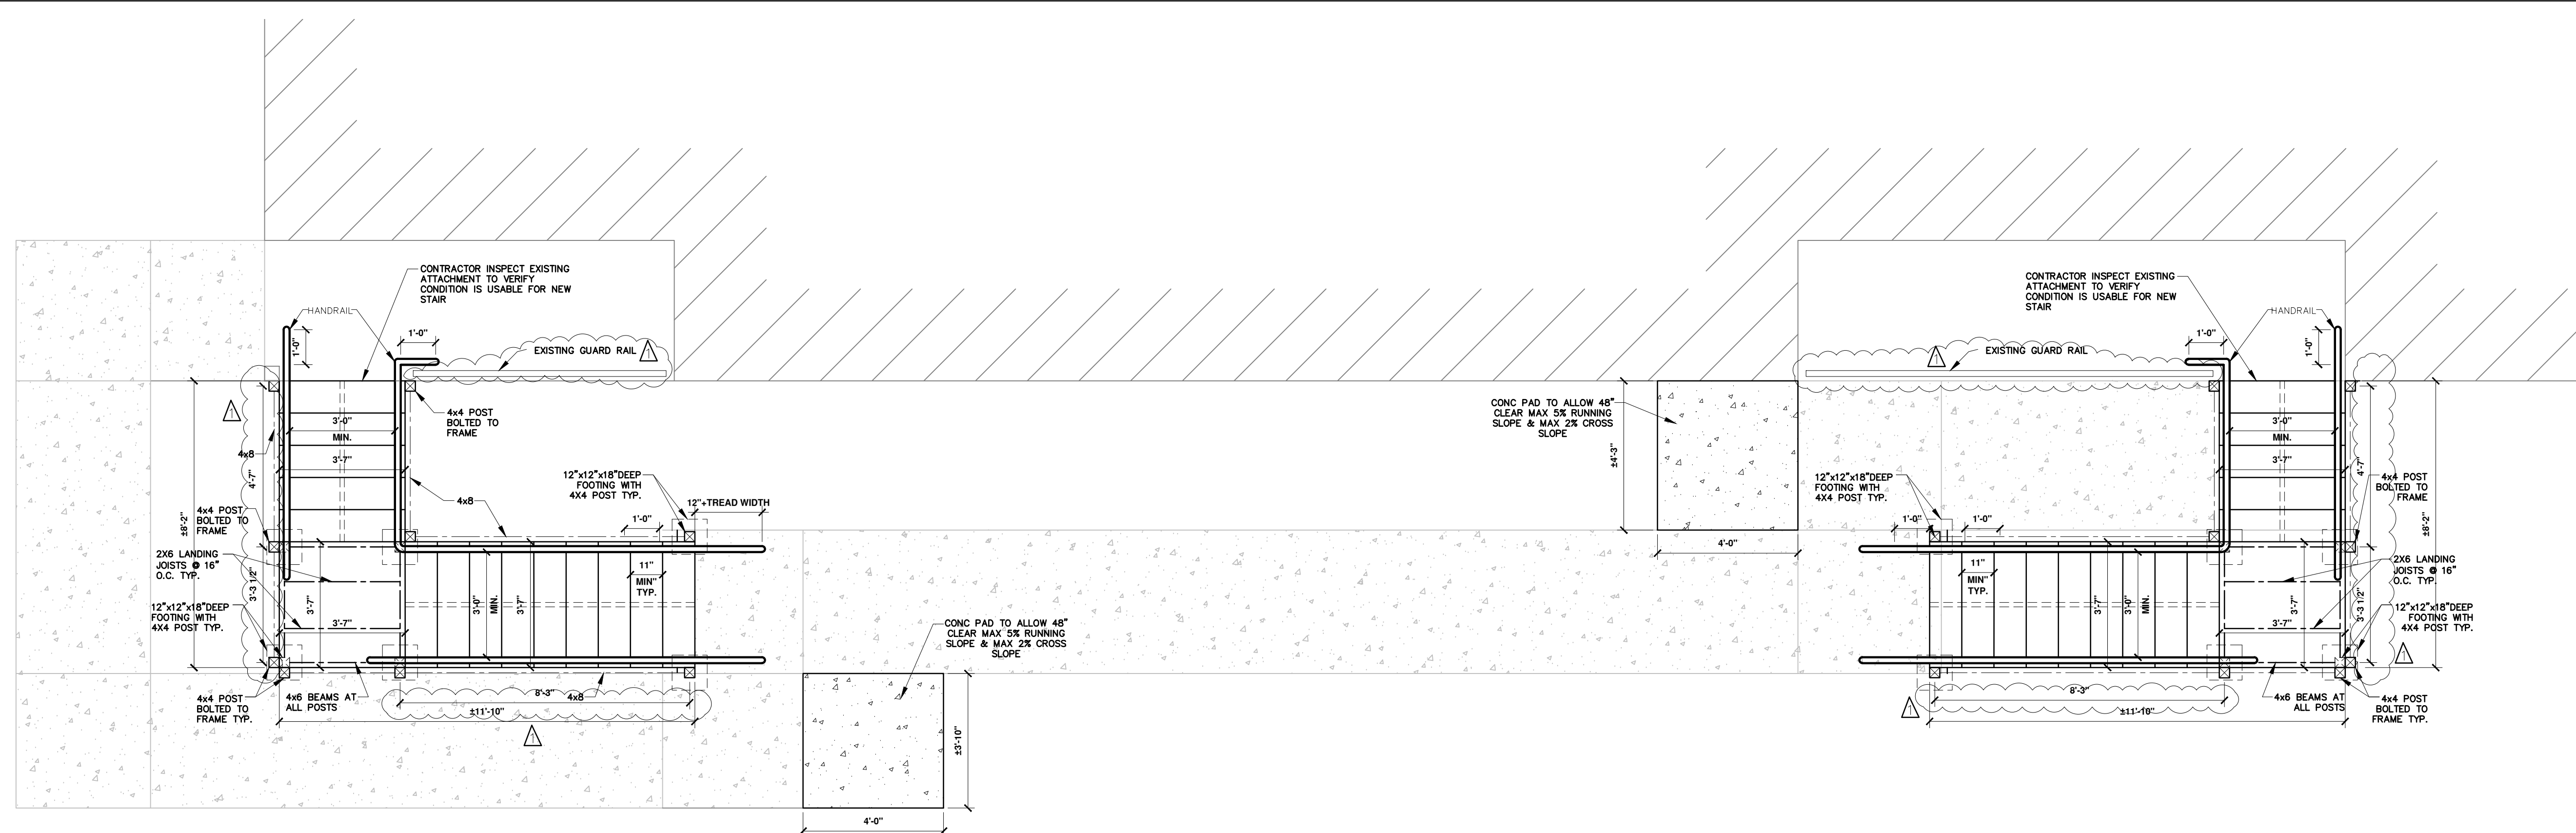 CONTRACTOR INSPECT EXISTING
ATTACHMENT TO VERIFY
CONDITION IS USABLE FOR NEW
STAIR
HANDRAIL
1'-0"
1'-0"
EXISTING GUARD RAIL
1
1
4x4 POST
BOLTED TO
FRAME
3'-0"
MIN.
4x8
3'-7"
4'-7"
±8'-2"
4x8
12"x12"x18"DEEP
FOOTING WITH
4X4 POST TYP.
12"+TREAD WIDTH
1'-0"
4x4 POST
BOLTED TO
FRAME
2X6 LANDING
JOISTS @ 16"
O.C. TYP.
3'-3 1/2"
3'-7"
11"
MIN"
TYP.
3'-0"
MIN.
3'-7"
12"x12"x18"DEEP
FOOTING WITH
4X4 POST TYP.
3'-7"
4x4 POST
BOLTED TO
FRAME TYP.
4x6 BEAMS AT
ALL POSTS
8'-3"
4x8
±11'-10"
1
CONC PAD TO ALLOW 48"
CLEAR MAX 5% RUNNING
SLOPE & MAX 2% CROSS
SLOPE
±3'-10"
4'-0"
CONC PAD TO ALLOW 48"
CLEAR MAX 5% RUNNING
SLOPE & MAX 2% CROSS
SLOPE
±4'-3"
4'-0"
CONTRACTOR INSPECT EXISTING
ATTACHMENT TO VERIFY
CONDITION IS USABLE FOR NEW
STAIR
HANDRAIL
1'-0"
1'-0"
1
EXISTING GUARD RAIL
3'-0"
MIN.
3'-7"
4'-7"
±8'-2"
12"x12"x18"DEEP
FOOTING WITH
4X4 POST TYP.
4x4 POST
BOLTED TO
FRAME
1'-0"
1'-0"
11"
MIN"
TYP.
3'-7"
3'-0"
MIN.
3'-7"
3'-3 1/2"
2X6 LANDING
JOISTS @ 16"
O.C. TYP.
12"x12"x18"DEEP
FOOTING WITH
4X4 POST TYP.
3'-7"
1
8'-3"
4x6 BEAMS AT
ALL POSTS
4x4 POST
BOLTED TO
FRAME TYP.
1
±11'-10"